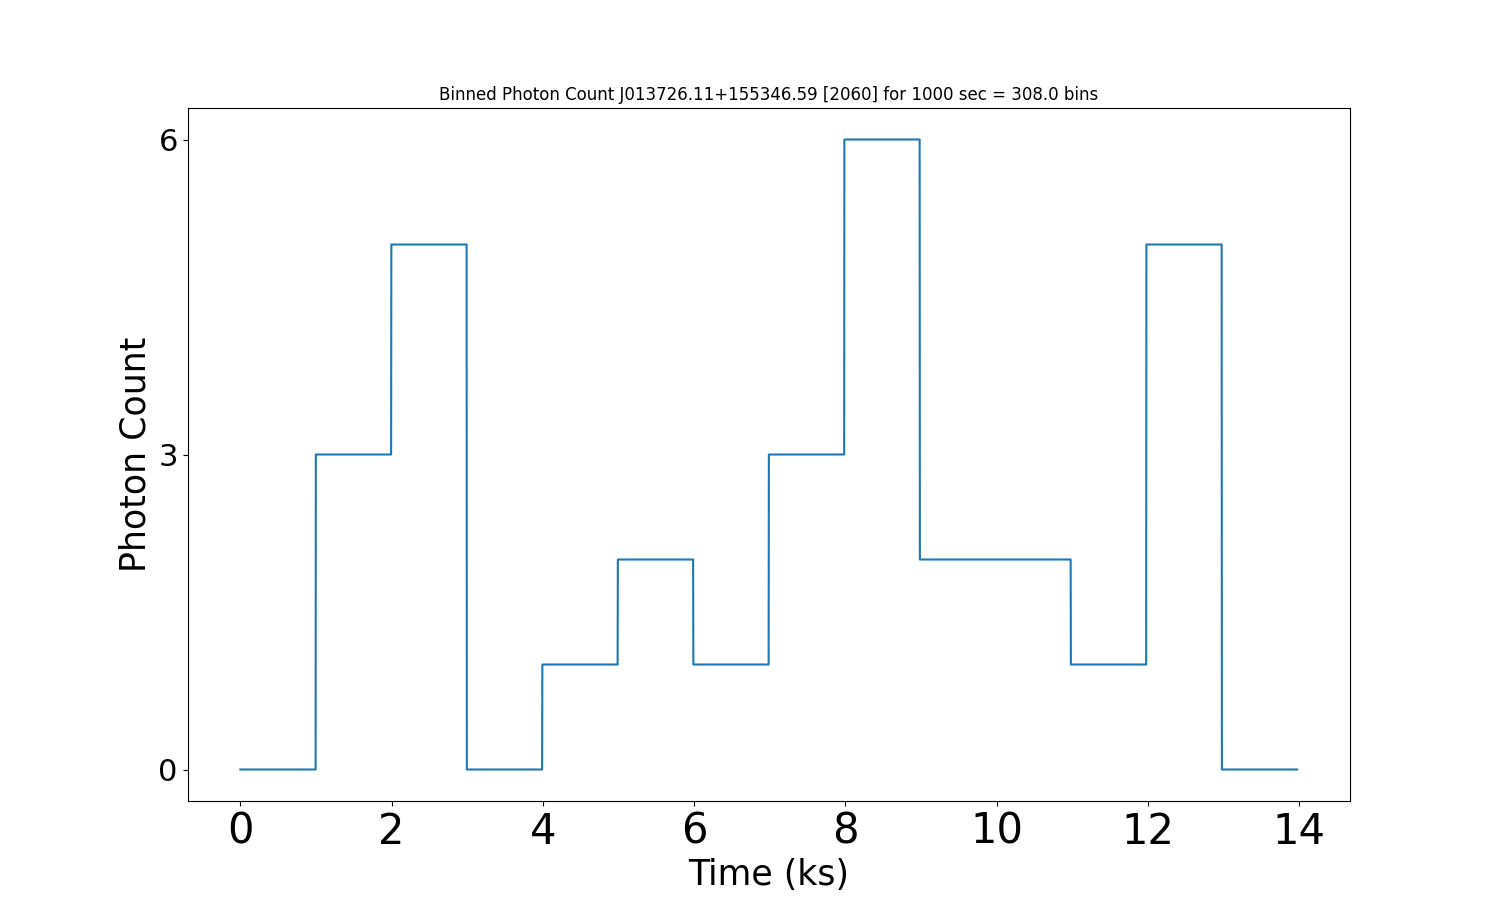 Binned Photon Count J013726.11+155346.59 [2060] for 1000 sec = 308.0 bins
6
3
0
Photon Count
0 2 4 6 8 10 12 14
Time (ks)